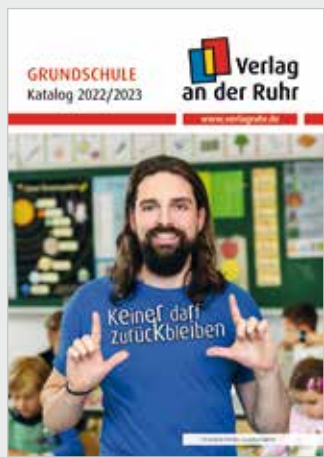 GRUNDSCHULE
Katalog 2022/2023
Verlag
an der Ruhr
www.verlagruhr.de
Keiner darf
zurückbleiben